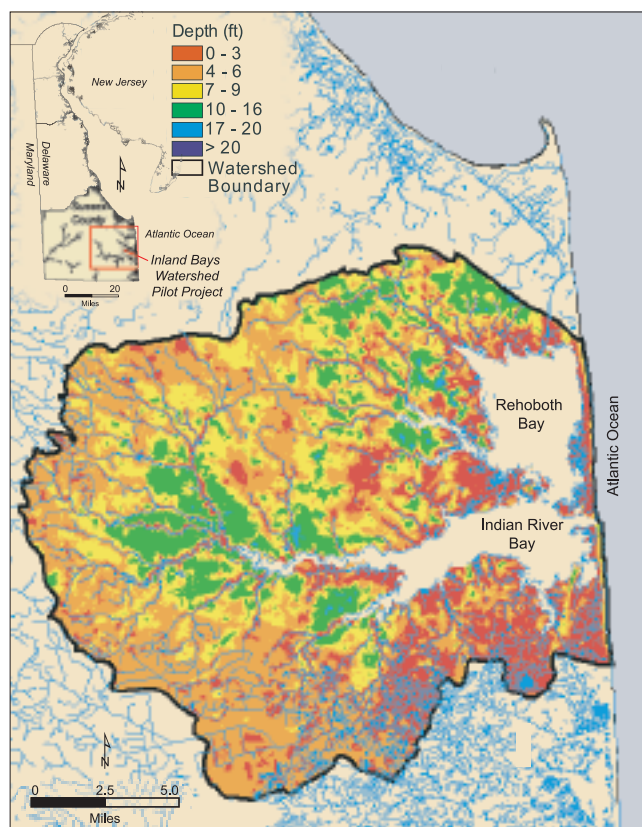 Depth (ft)
0 - 3
4 - 6
7 - 9
10 - 16
17 - 20
> 20
Watershed
Boundary
New Jersey
Maryland
Delaware
N
County
Atlantic Ocean
Inland Bays
Watershed
Pilot Project
0 20
Miles
Rehoboth
Bay
Atlantic Ocean
Indian River
Bay
N
0 2.5 5.0
Miles